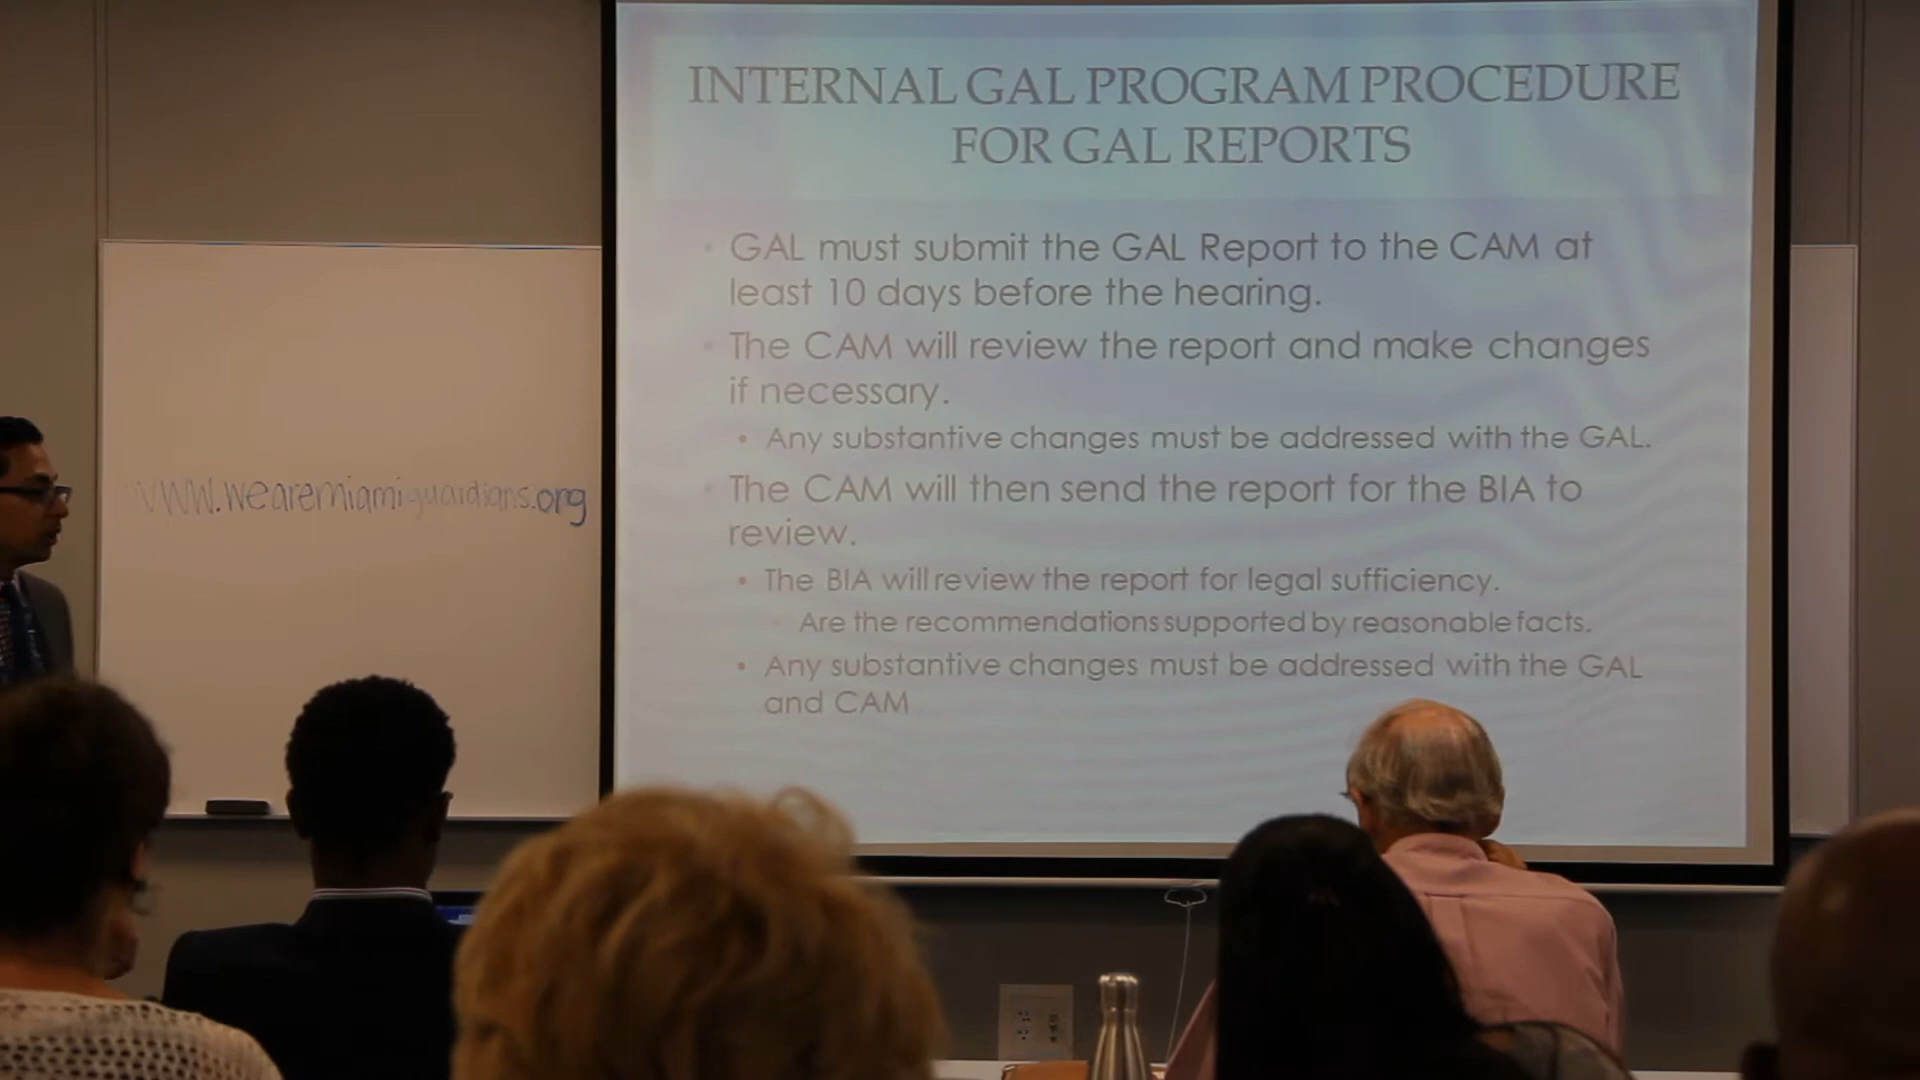 INTERNAL GAL PROGRAM PROCEDURE
FOR GAL REPORTS
• GAL must submit the GAL Report to the CAM at
least 10 days before the hearing.
• The CAM will review the report and make changes
if necessary.
• Any substantive changes must be addressed with the GAL.
• The CAM will then send the report for the BIA to
review.
• The BIA will review the report for legal sufficiency.
Are the recommendations supported by reasonable facts.
• Any substantive changes must be addressed with the GAL
and CAM
www.wearemiamiguardians.org